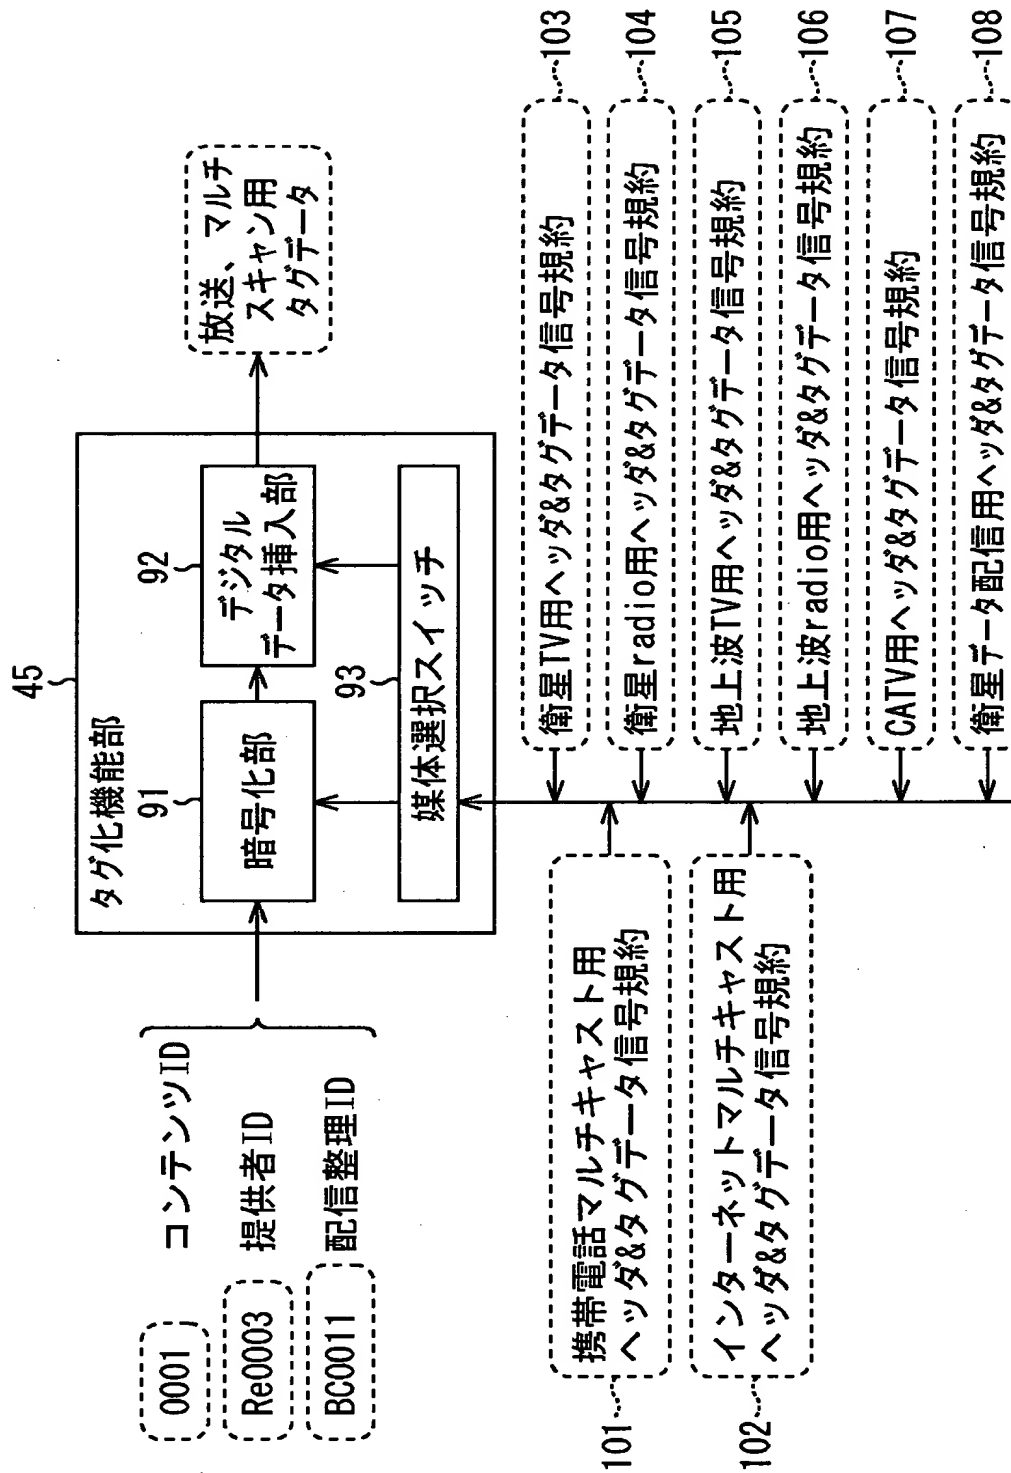 45
タグ化機能部
91
暗号化部
92
デジタル
データ挿入部
93
媒体選択スイッチ
放送、マルチ
スキャン用
タグデータ
0001
コンテンツID
Re0003
提供者ID
BC0011
配信整理ID
101
携帯電話マルチキャスト用
ヘッダ&タグデータ信号規約
102
インターネットマルチキャスト用
ヘッダ&タグデータ信号規約
衛星TV用ヘッダ&タグデータ信号規約
103
衛星radio用ヘッダ&タグデータ信号規約
104
地上波TV用ヘッダ&タグデータ信号規約
105
地上波radio用ヘッダ&タグデータ信号規約
106
CATV用ヘッダ&タグデータ信号規約
107
衛星データ配信用ヘッダ&タグデータ信号規約
108